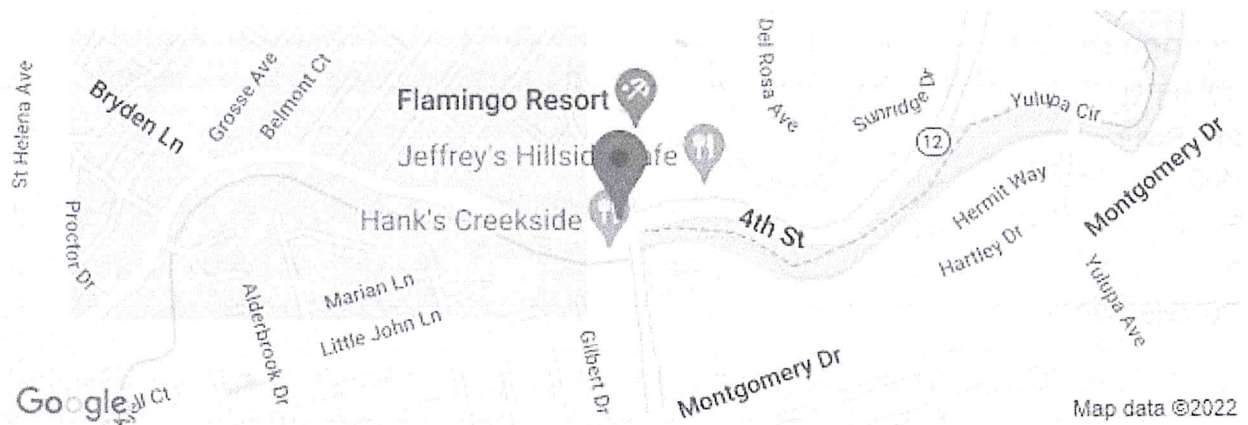 St Helena Ave
Bryden Ln
Grosse Ave
Belmont Ct
Flamingo Resort
Del Rosa Ave
Sunridge Dr
12
Yulupa Cir
Montgomery Dr
Jeffrey's Hillside
Hank's Creekside
4th St
Hermit Way
Hartley Dr
Yulupa Ave
Proctor Dr
Alderbrook Dr
Marian Ln
Little John Ln
Gilbert Dr
Montgomery Dr
Google
Ct
Map data ©2022